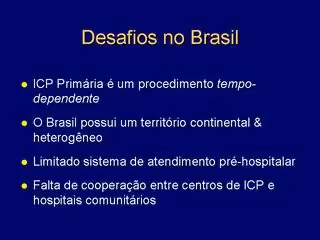 Desafios no Brasil
ICP Primária é um procedimento tempo-
dependente
O Brasil possui um território continental &
heterogêneo
Limitado sistema de atendimento pré-hospitalar
Falta de cooperação entre centros de ICP e
hospitais comunitários